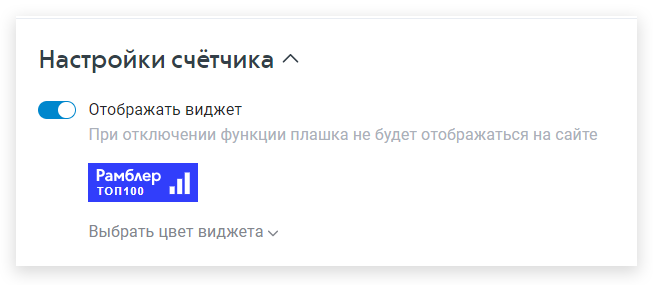 Настройки счётчика
Отображать виджет
При отключении функции плашка не будет отображаться на сайте
Рамблер
ТОП100
Выбрать цвет виджета